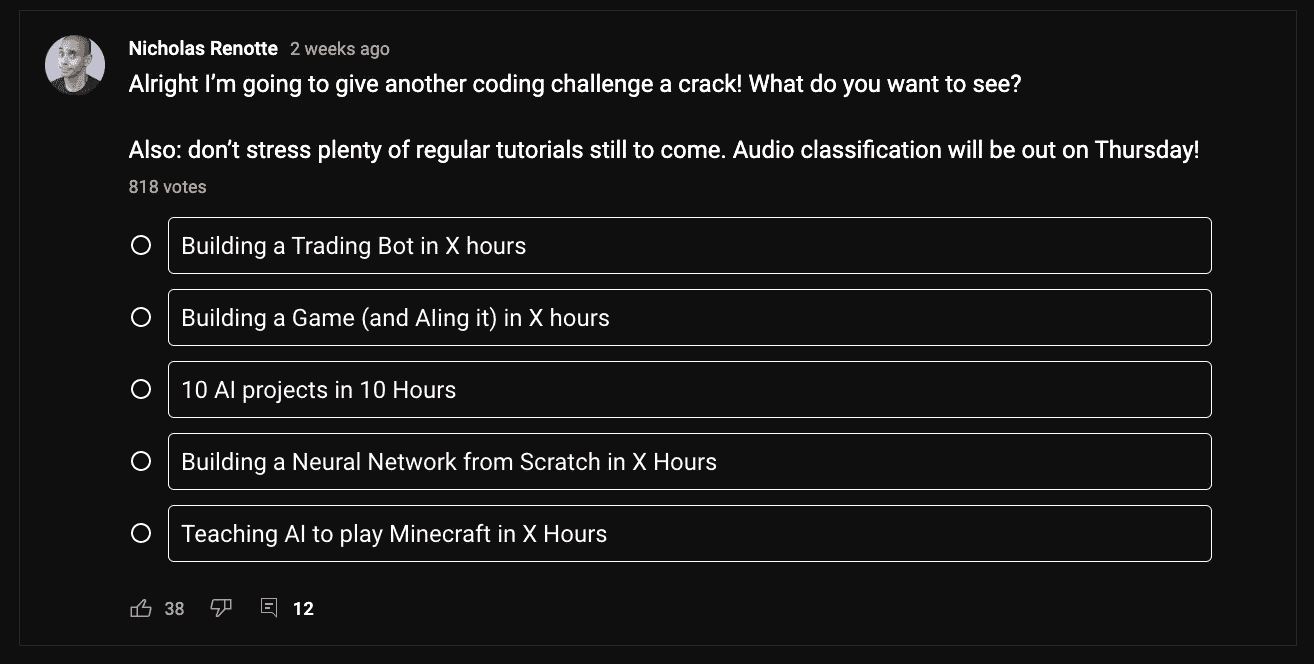 Nicholas Renotte 2 weeks ago
Alright I’m going to give another coding challenge a crack! What do you want to see?
Also: don’t stress plenty of regular tutorials still to come. Audio classification will be out on Thursday!
818 votes
Building a Trading Bot in X hours
Building a Game (and AIing it) in X hours
10 AI projects in 10 Hours
Building a Neural Network from Scratch in X Hours
Teaching AI to play Minecraft in X Hours
38 12